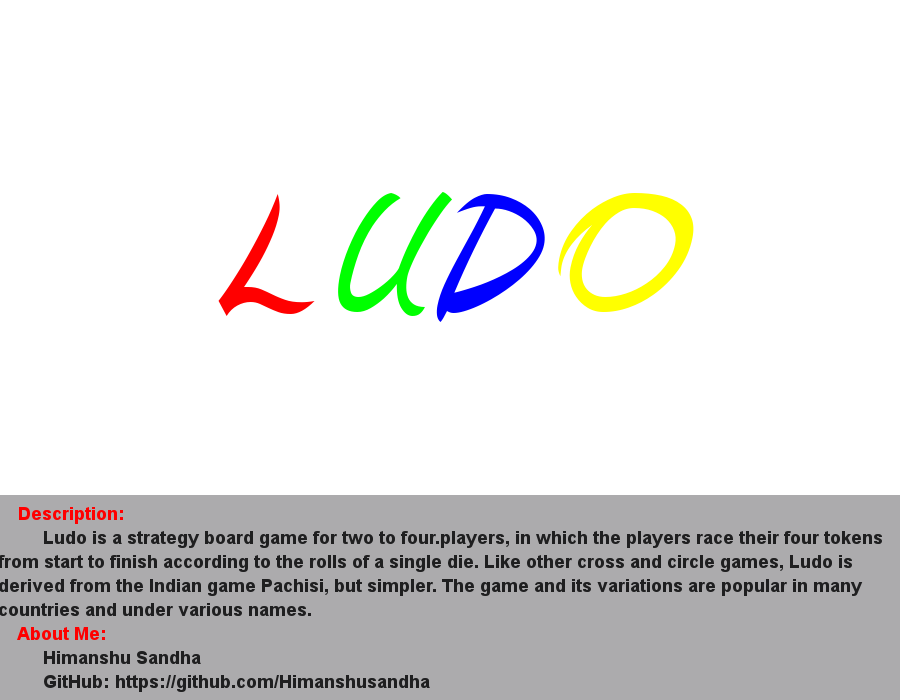 LUDO
Description:
Ludo is a strategy board game for two to four.players, in which the players race their four tokens
from start to finish according to the rolls of a single die. Like other cross and circle games, Ludo is
derived from the Indian game Pachisi, but simpler. The game and its variations are popular in many
countries and under various names.
About Me:
Himanshu Sandha
GitHub: https://github.com/Himanshusandha